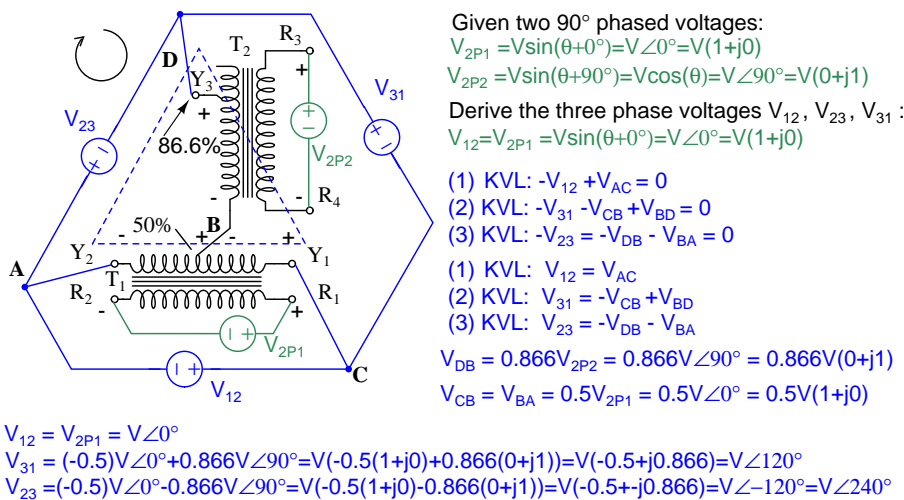 Given two 90° phased voltages:
V2P1 =Vsin(θ+0°)=V∠0°=V(1+j0)
V2P2 =Vsin(θ+90°)=Vcos(θ)=V∠90°=V(0+j1)
Derive the three phase voltages V12, V23, V31 :
V12=V2P1 =Vsin(θ+0°)=V∠0°=V(1+j0)
(1) KVL: -V12 +VAC = 0
(2) KVL: -V31 -VCB +VBD = 0
(3) KVL: -V23 = -VDB - VBA = 0
(1) KVL: V12 = VAC
(2) KVL: V31 = -VCB +VBD
(3) KVL: V23 = -VDB - VBA
VDB = 0.866V2P2 = 0.866V∠90° = 0.866V(0+j1)
VCB = VBA = 0.5V2P1 = 0.5V∠0° = 0.5V(1+j0)
D
T2
R3
Y3
+
+
V31
+
−
V23
+
−
86.6%
+
−
V2P2
-
-
R4
50%
B
-
+
-
+
Y2
Y1
A
T1
R2
R1
-
+
− +
V2P1
− +
V12
C
V12 = V2P1 = V∠0°
V31 = (-0.5)V∠0°+0.866V∠90°=V(-0.5(1+j0)+0.866(0+j1))=V(-0.5+j0.866)=V∠120°
V23 =(-0.5)V∠0°-0.866V∠90°=V(-0.5(1+j0)-0.866(0+j1))=V(-0.5+-j0.866)=V∠−120°=V∠240°